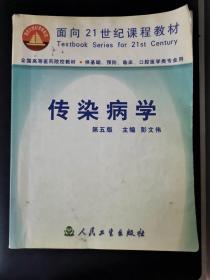 面向21世纪课程教材
Textbook Series for 21st Century
全国高等医药院校教材·供基础、预防、临床、口腔医学类专业用
传染病学
第五版 主编 彭文伟
人民卫生出版社